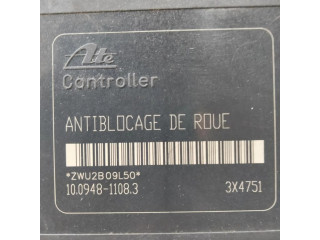 Ate
Controller
ANTIBLOCAGE DE ROUE
*ZWU2B09L50*
10.0948-1108.3 3X4751